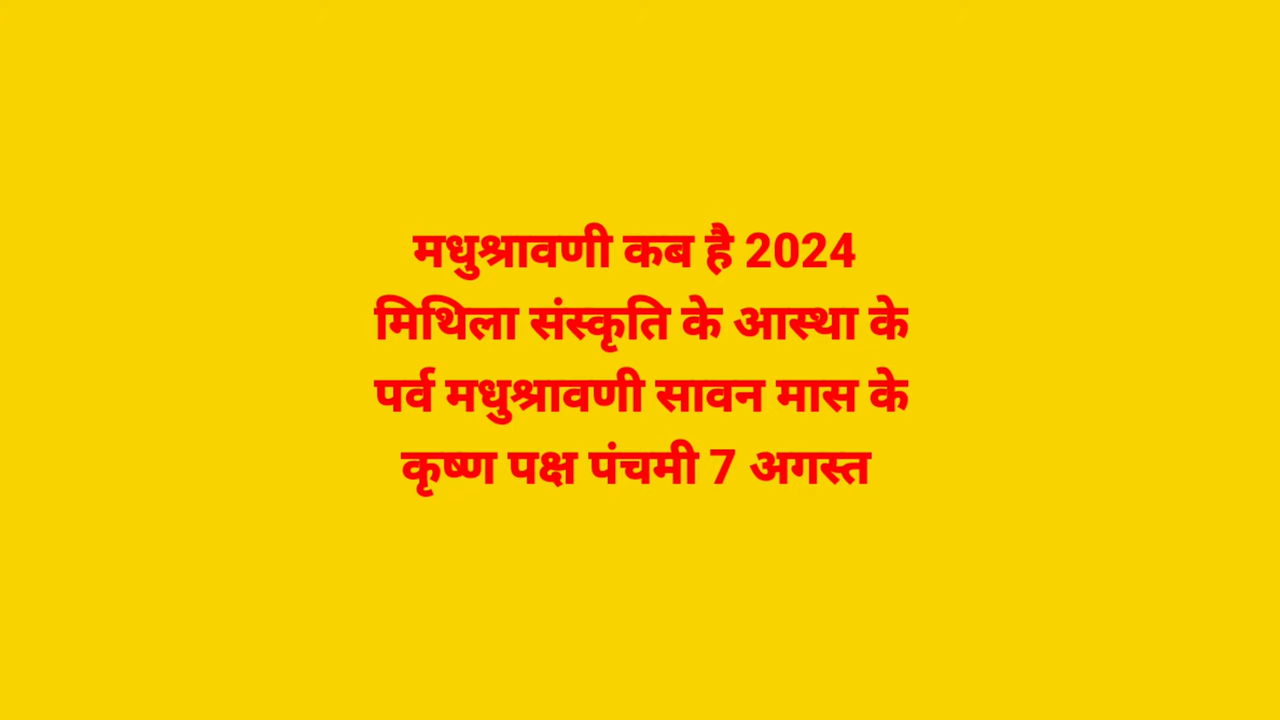 मधुश्रावणी कब है 2024
मिथिला संस्कृति के आस्था के
पर्व मधुश्रावणी सावन मास के
कृष्ण पक्ष पंचमी 7 अगस्त